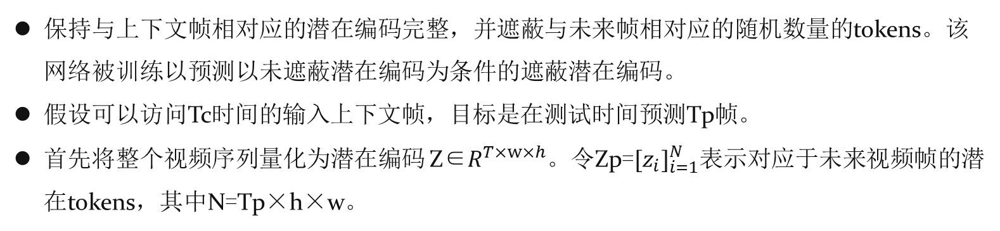 ● 保持与上下文帧相对应的潜在编码完整，并遮蔽与未来帧相对应的随机数量的tokens。该
网络被训练以预测以未遮蔽潜在编码为条件的遮蔽潜在编码。
● 假设可以访问Tc时间的输入上下文帧，目标是在测试时间预测Tp帧。
● 首先将整个视频序列量化为潜在编码 Z∈$R^{T×w×h}$。令Zp=$[z_i]_{i=1}^{N}$表示对应于未来视频帧的潜
在tokens，其中N=Tp×h×w。